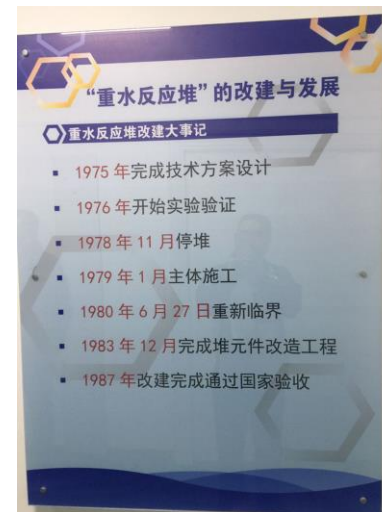 “重水反应堆”的改建与发展
重水反应堆改建大事记
▪ 1975 年完成技术方案设计
▪ 1976 年开始实验验证
▪ 1978 年 11 月停堆
▪ 1979 年 1 月主体施工
▪ 1980 年 6 月 27 日重新临界
▪ 1983 年 12 月完成堆元件改造工程
▪ 1987 年改建完成通过国家验收